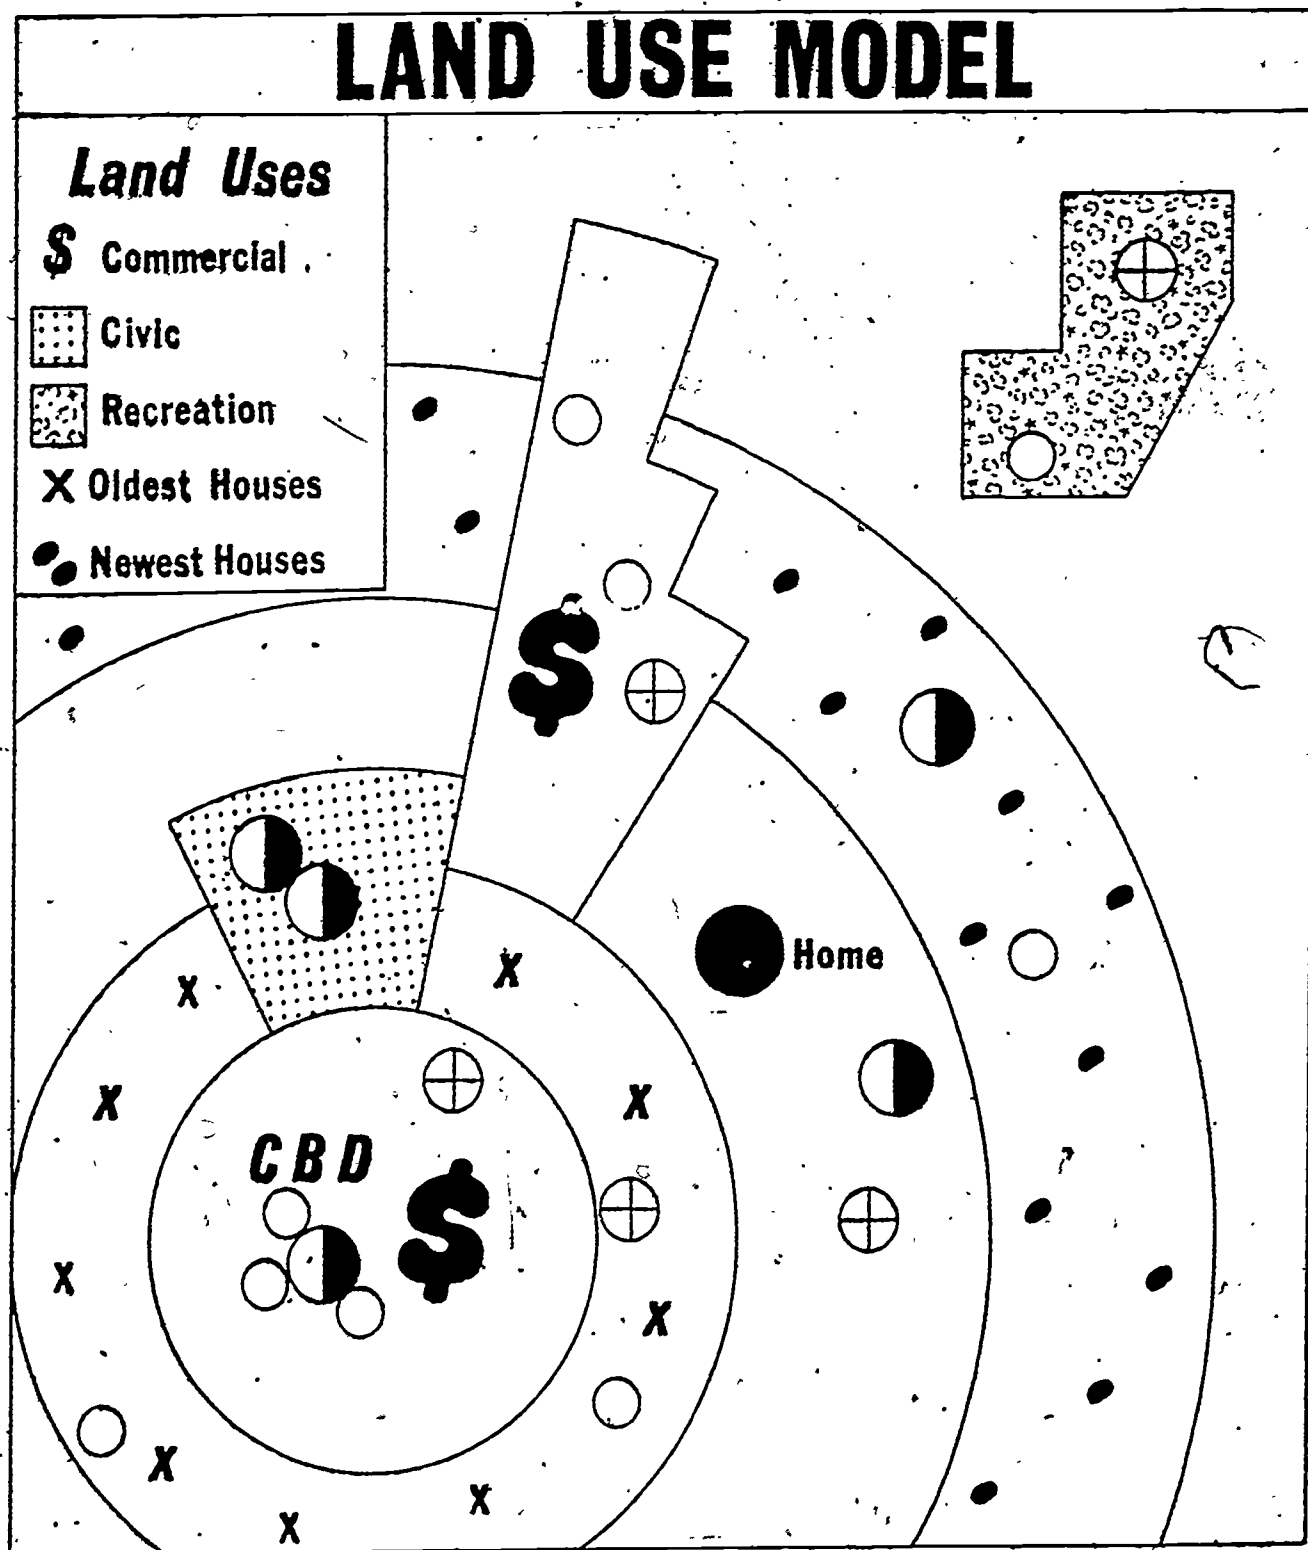 LAND USE MODEL
Land Uses
$ Commercial
Civic
Recreation
X Oldest Houses
Newest Houses
$
Home
X
X
X
X
CBD
$
X
X
X
X
X